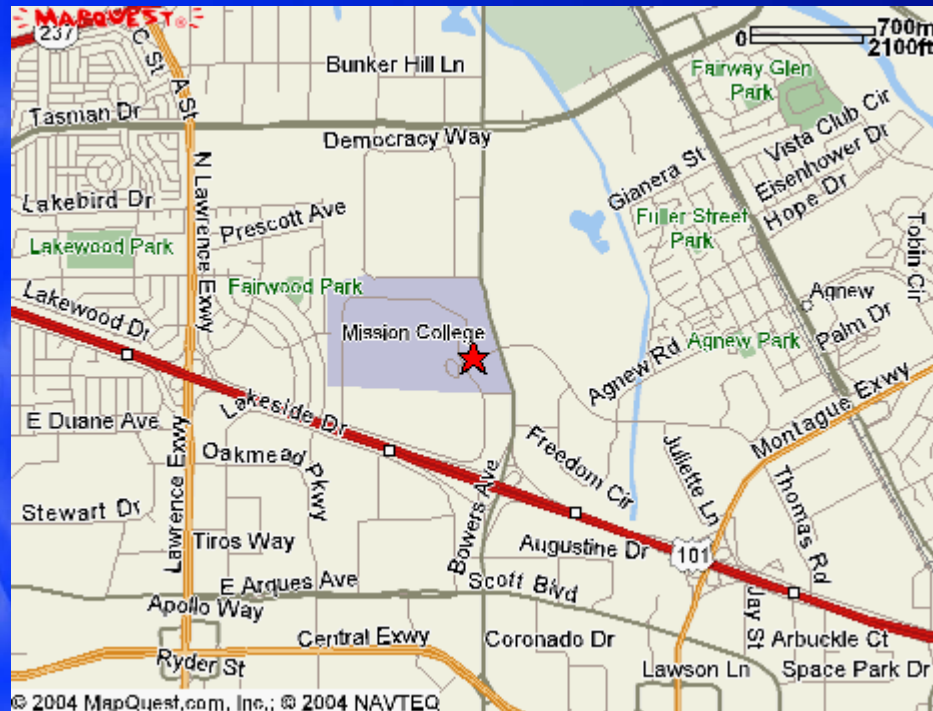 MAPQUEST®
237
C St
A St
Bunker Hill Ln
0
700m
2100ft
Fairway Glen
Park
Tasman Dr
Democracy Way
Vista Club Cir
Eisenhower Dr
Hope Dr
Gianera St
Lakebird Dr
N Lawrence Expwy
Prescott Ave
Fuller Street
Park
Tobin Cir
Lakewood Park
Fairwood Park
Agnew
Lakewood Dr
Mission College
Agnew Park
Palm Dr
Agnew Rd
Montague Exwy
E Duane Ave
Lakeside Dr
Lawrence Exwy
Oakmead Pkwy
Freedom Cir
Juliette Ln
Thomas Rd
Stewart Dr
Tiros Way
Bowers Ave
Augustine Dr
101
E Arques Ave
Scott Blvd
Apollo Way
Central Exwy
Coronado Dr
Jay St
Arbuckle Ct
Ryder St
Lawson Ln
Space Park Dr
© 2004 MapQuest.com, Inc.; © 2004 NAVTEQ